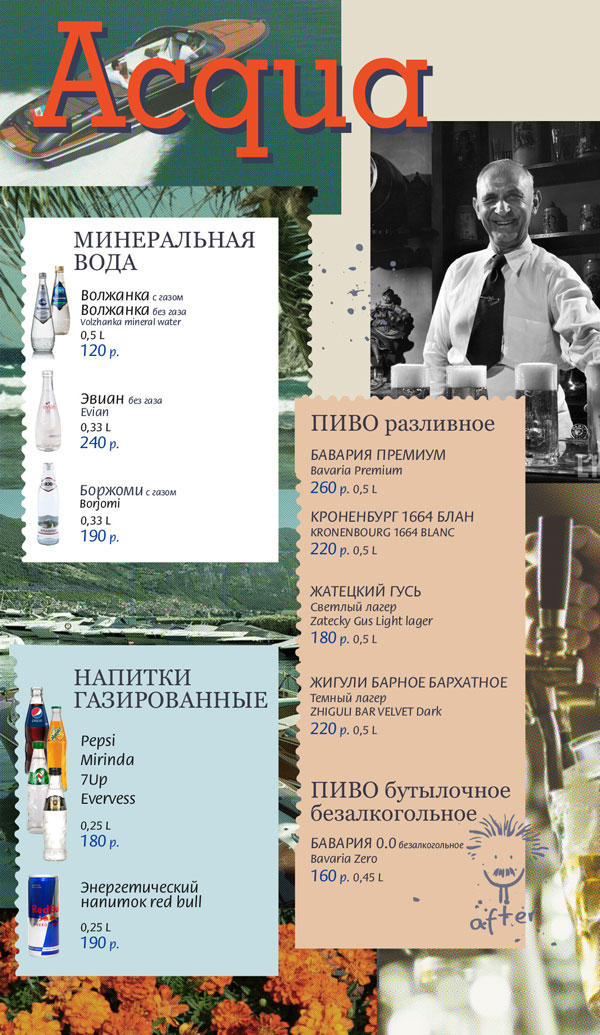 Acqua
МИНЕРАЛЬНАЯ
ВОДА
Волжанка с газом
Волжанка без газа
Volzhanka mineral water
0,5 L
120 р.
Эвиан без газа
Evian
0,33 L
240 р.
Боржоми с газом
Borjomi
0,33 L
190 р.
НАПИТКИ
ГАЗИРОВАННЫЕ
Pepsi
Mirinda
7Up
Evervess
0,25 L
180 р.
Энергетический
напиток red bull
0,25 L
190 р.
ПИВО разливное
БАВАРИЯ ПРЕМИУМ
Bavaria Premium
260 р. 0,5 L
КРОНЕНБУРГ 1664 БЛАН
KRONENBOURG 1664 BLANC
220 р. 0,5 L
ЖАТЕЦКИЙ ГУСЬ
Светлый лагер
Zatecky Gus Light lager
180 р. 0,5 L
ЖИГУЛИ БАРНОЕ БАРХАТНОЕ
Темный лагер
ZHIGULI BAR VELVET Dark
220 р. 0,5 L
ПИВО бутылочное
безалкогольное
БАВАРИЯ 0.0 безалкогольное
Bavaria Zero
160 р. 0,45 L
after